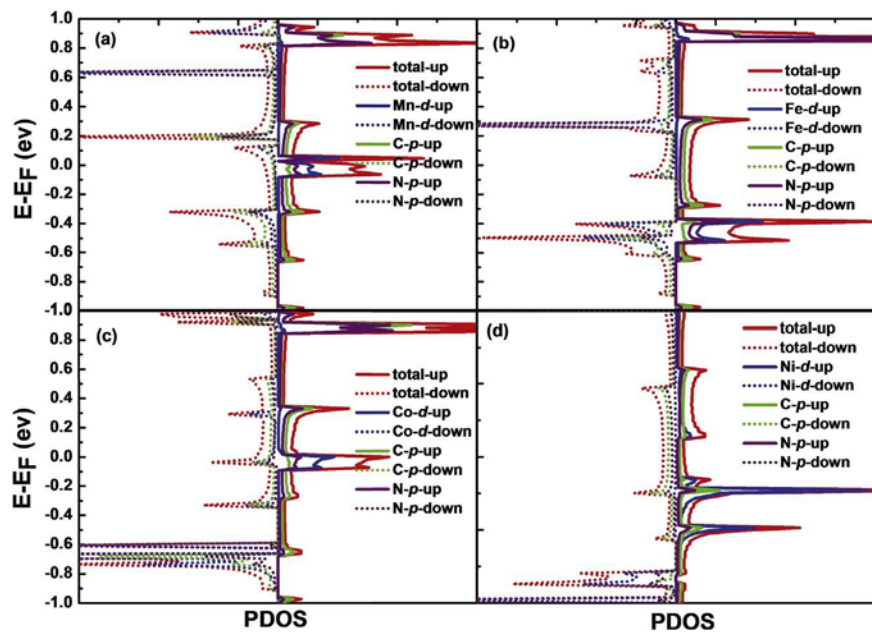 1.0
0.8
0.6
0.4
0.2
0.0
-0.2
-0.4
-0.6
-0.8
-1.0
E-EF (ev)
(a)
total-up
total-down
Mn-d-up
Mn-d-down
C-p-up
C-p-down
N-p-up
N-p-down
(b)
total-up
total-down
Fe-d-up
Fe-d-down
C-p-up
C-p-down
N-p-up
N-p-down
0.8
0.6
0.4
0.2
0.0
-0.2
-0.4
-0.6
-0.8
-1.0
E-EF (ev)
(c)
total-up
total-down
Co-d-up
Co-d-down
C-p-up
C-p-down
N-p-up
N-p-down
PDOS
(d)
total-up
total-down
Ni-d-up
Ni-d-down
C-p-up
C-p-down
N-p-up
N-p-down
PDOS